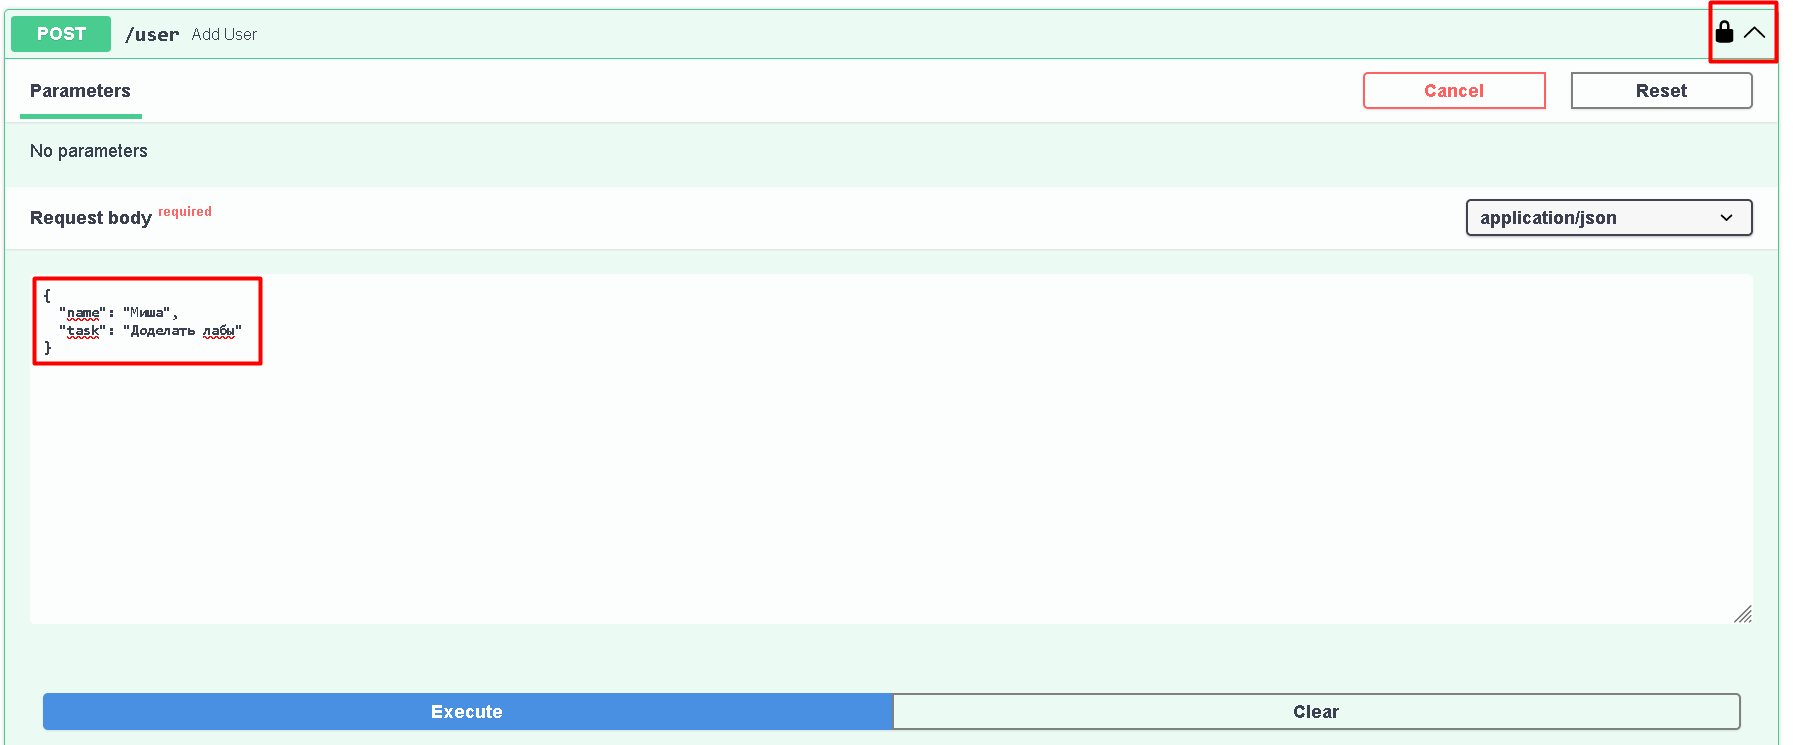 POST /user Add User
Parameters Cancel Reset
No parameters
Request body required application/json
{
"name": "Миша",
"task": "Доделать лабы"
}
Execute Clear